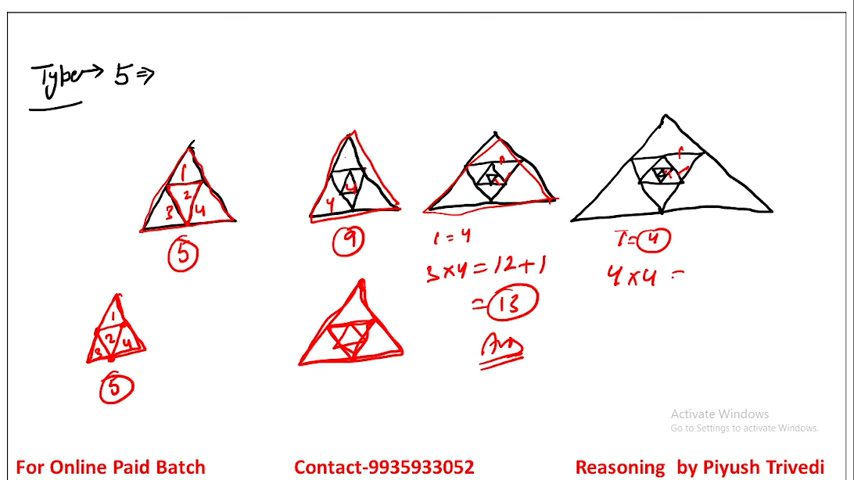 Type → 5 ⇒
1
2
3 4
5
4 4
9
1 = 4
3 × 4 = 12 + 1
= 13
Ans
1 = 4
4 × 4 =
1
2
3 4
5
Activate Windows
Go to Settings to activate Windows.
For Online Paid Batch Contact-9935933052 Reasoning by Piyush Trivedi